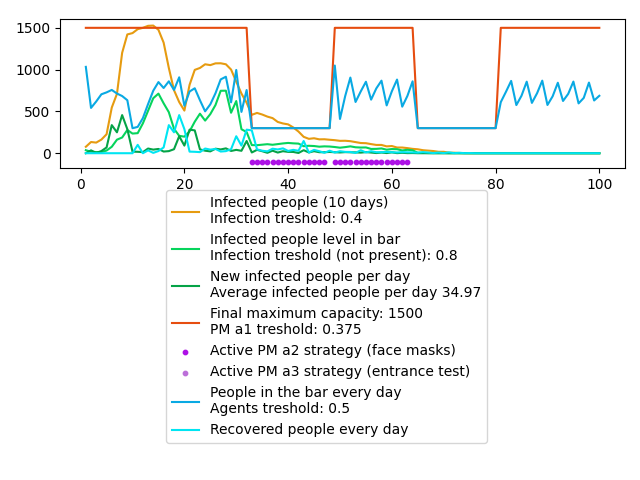 1500
1000
500
0
0
20
40
60
80
100
Infected people (10 days)
Infection treshold: 0.4
Infected people level in bar
Infection treshold (not present): 0.8
New infected people per day
Average infected people per day 34.97
Final maximum capacity: 1500
PM a1 treshold: 0.375
Active PM a2 strategy (face masks)
Active PM a3 strategy (entrance test)
People in the bar every day
Agents treshold: 0.5
Recovered people every day